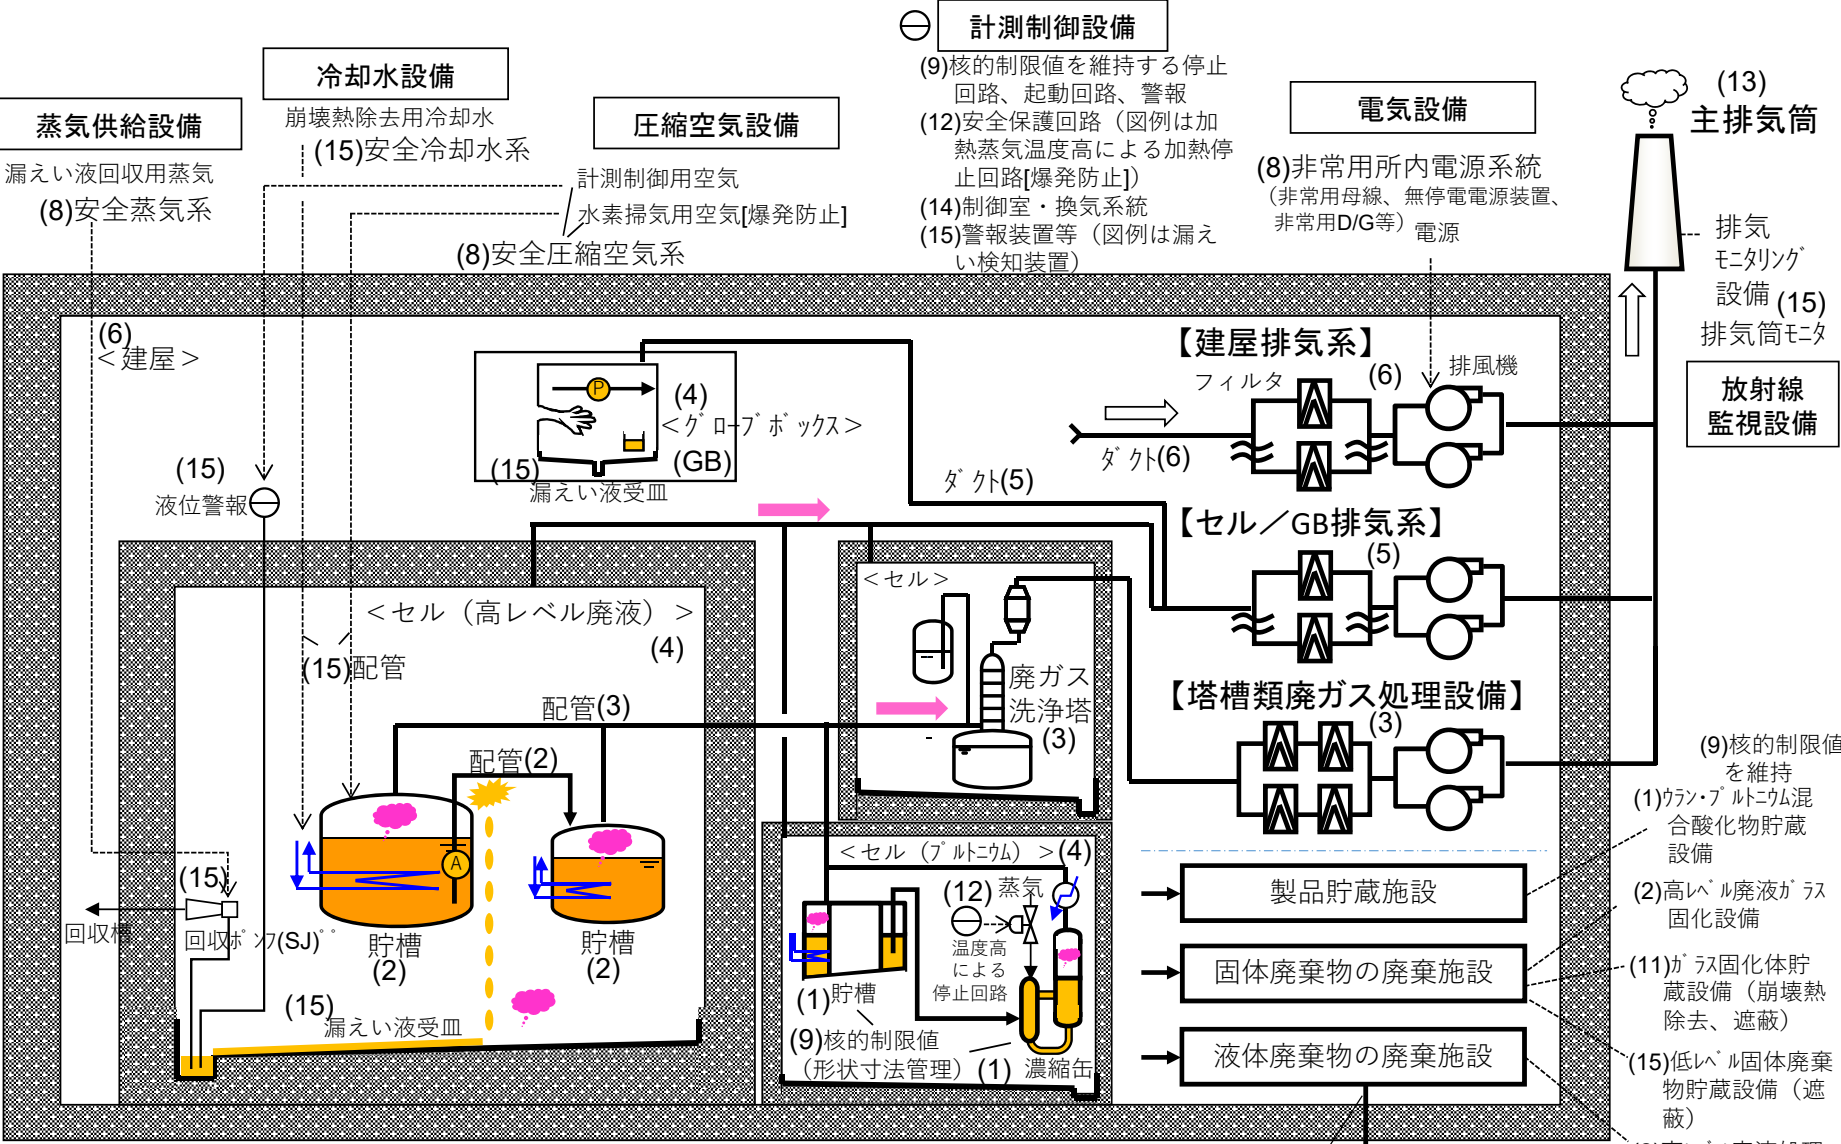 計測制御設備
(9)核的制限値を維持する停止
回路、起動回路、警報
(12)安全保護回路（図例は加
熱蒸気温度高による加熱停
止回路[爆発防止]）
(14)制御室・換気系統
(15)警報装置等（図例は漏え
い検知装置）
冷却水設備
崩壊熱除去用冷却水
(15)安全冷却水系
蒸気供給設備
漏えい液回収用蒸気
(8)安全蒸気系
圧縮空気設備
計測制御用空気
水素掃気用空気[爆発防止]
(8)安全圧縮空気系
電気設備
(8)非常用所内電源系統
（非常用母線、無停電電源装置、
非常用D/G等）
電源
(13)
主排気筒
排気
ﾓﾆﾀﾘﾝｸﾞ
設備
(15)
排気筒ﾓﾆﾀ
放射線
監視設備
(6)
＜建屋＞
P
(4)
＜ｸﾞﾛｰﾌﾞﾎﾞｯｸｽ＞
(GB)
(15)
漏えい液受皿
(15)
液位警報
【建屋排気系】
フィルタ
(6)
排風機
ﾀﾞｸﾄ(6)
ﾀﾞｸﾄ(5)
【セル／GB排気系】
(5)
【塔槽類廃ガス処理設備】
(3)
＜セル（高レベル廃液）＞
(4)
(15)配管
配管(3)
配管(2)
A
貯槽
(2)
貯槽
(2)
(15)
回収槽
回収ﾎﾟﾝﾌﾟ(SJ)
(15)
漏えい液受皿
＜セル＞
廃ガス
洗浄塔
(3)
＜セル（ﾌﾟﾙﾄﾆｳﾑ）＞(4)
(12)
蒸気
温度高
による
停止回路
(1)貯槽
(9)核的制限値
（形状寸法管理）
(1)
濃縮缶
製品貯蔵施設
固体廃棄物の廃棄施設
液体廃棄物の廃棄施設
(9)核的制限値
を維持
(1)ｳﾗﾝ･ﾌﾟﾙﾄﾆｳﾑ混
合酸化物貯蔵
設備
(2)高ﾚﾍﾞﾙ廃液ｶﾞﾗｽ
固化設備
(11)ｶﾞﾗｽ固化体貯
蔵設備（崩壊熱
除去、遮蔽）
(15)低ﾚﾍﾞﾙ固体廃棄
物貯蔵設備（遮
蔽）